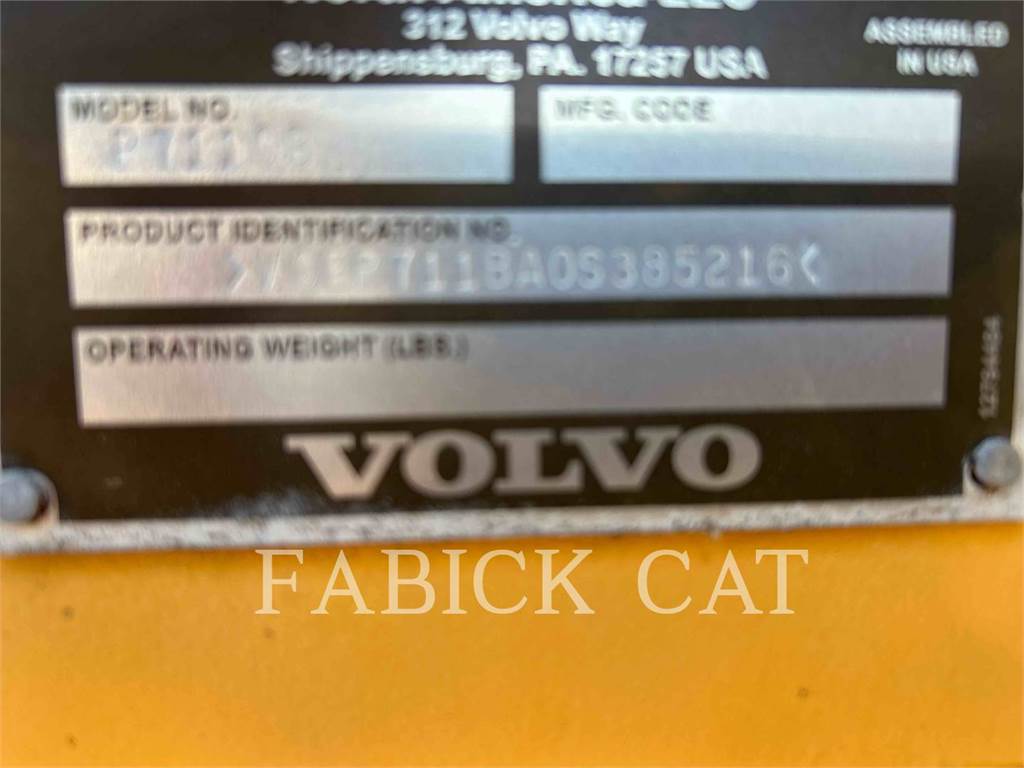 312 Volvo Way
Shippensburg, PA. 17257 USA
ASSEMBLED
IN USA
MODEL NO.
MFG. CODE
PRODUCT IDENTIFICATION NO.
OPERATING WEIGHT (LBS.)
12784484
VOLVO
FABICK CAT